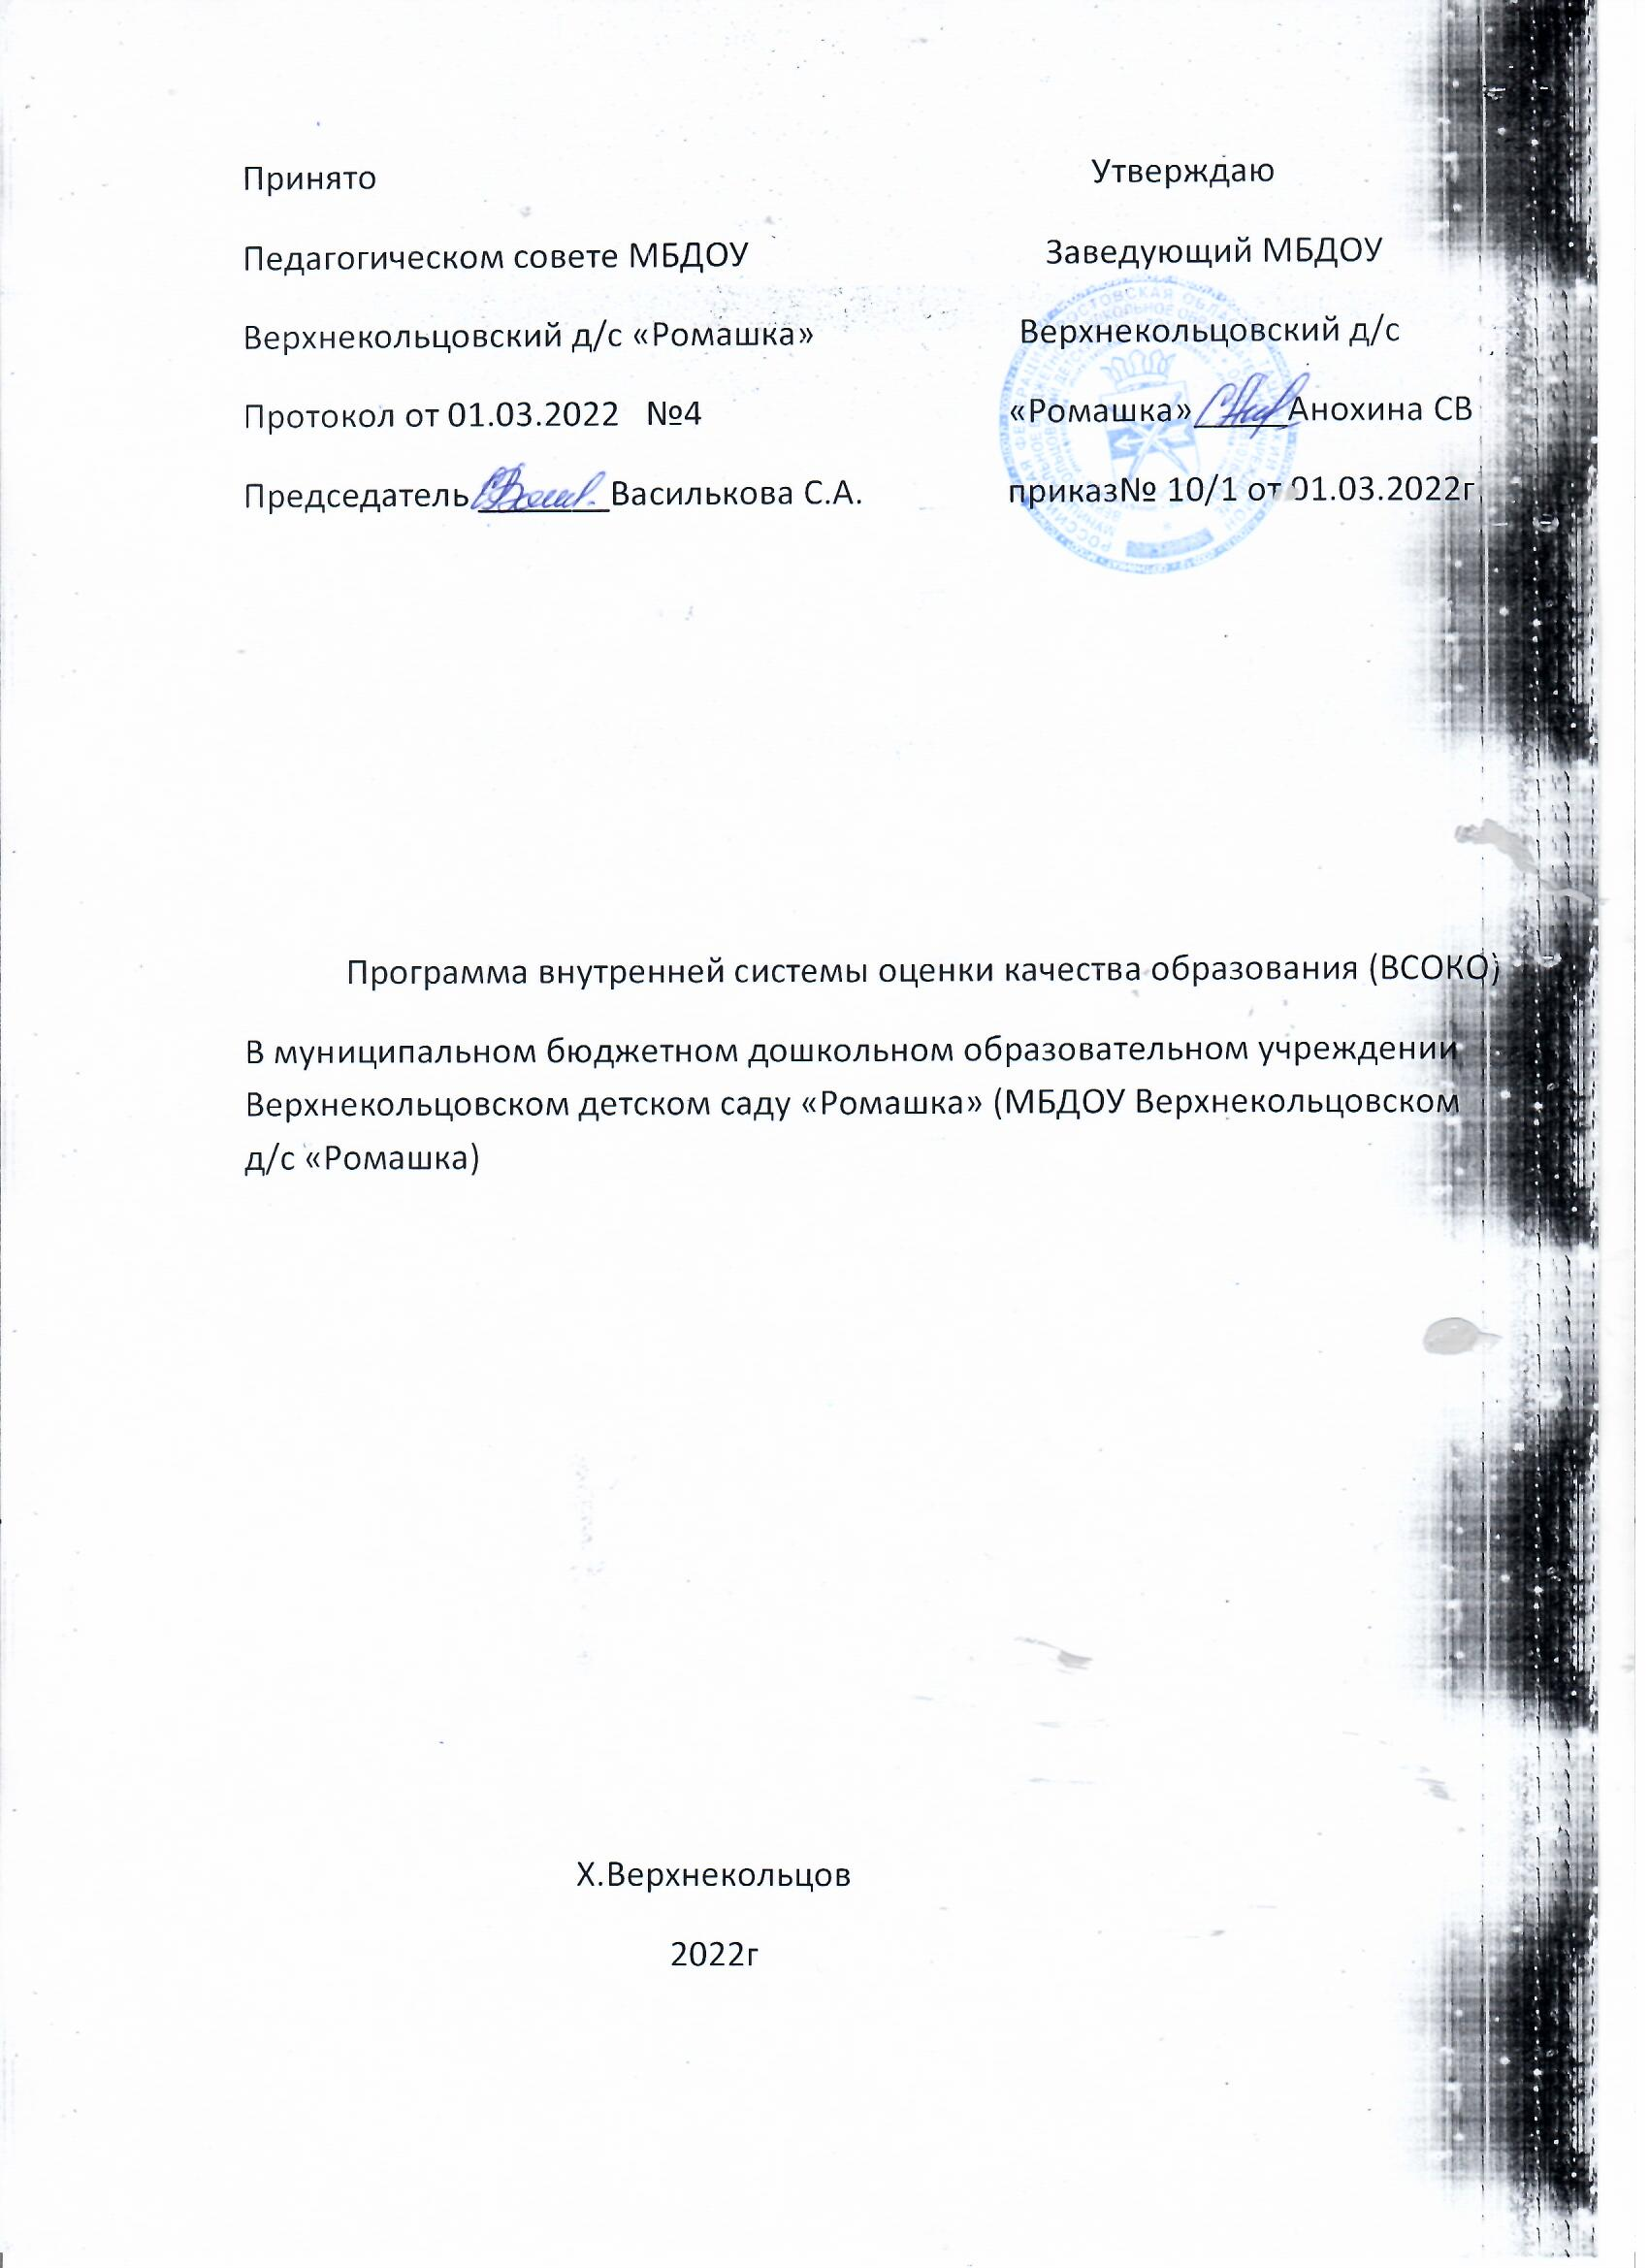 Принято
Педагогическом совете МБДОУ
Верхнекольцовский д/с «Ромашка»
Протокол от 01.03.2022 №4
Председатель Василькова С.А.
Утверждаю
Заведующий МБДОУ
Верхнекольцовский д/с
«Ромашка» Анохина СВ
приказ№ 10/1 от 01.03.2022г
Программа внутренней системы оценки качества образования (ВСОКО)
В муниципальном бюджетном дошкольном образовательном учреждении
Верхнекольцовском детском саду «Ромашка» (МБДОУ Верхнекольцовском
д/с «Ромашка)
Х.Верхнекольцов
2022г